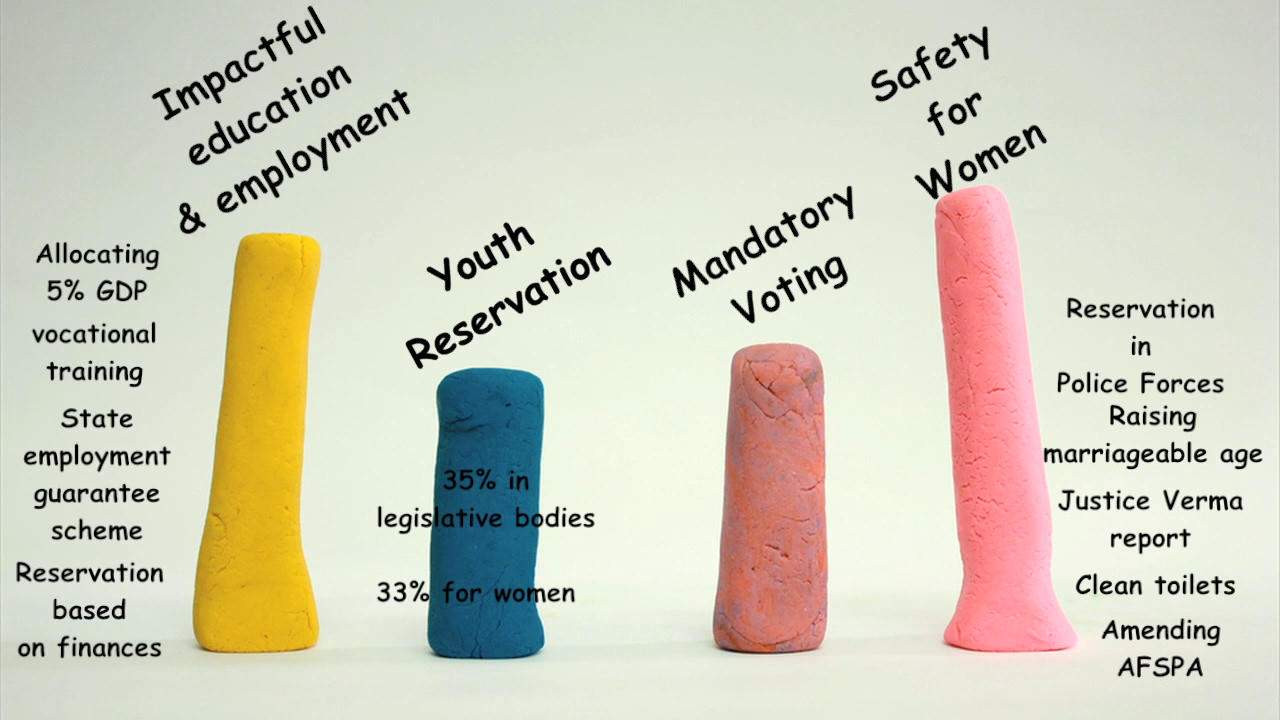 Impactful
education
& employment
Allocating
5% GDP
vocational
training
State
employment
guarantee
scheme
Reservation
based
on finances
Youth
Reservation
35% in
legislative bodies
33% for women
Mandatory
Voting
Safety
for
Women
Reservation
in
Police Forces
Raising
marriageable age
Justice Verma
report
Clean toilets
Amending
AFSPA